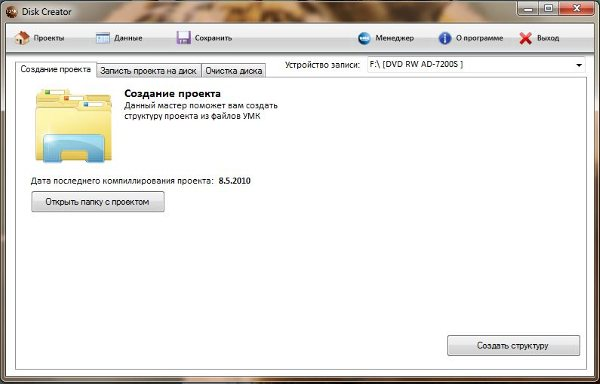 Disk Creator
Проекты
Данные
Сохранить
Менеджер
О программе
Выход
Создание проекта
Записть проекта на диск
Очистка диска
Устройство записи:
F:\ [DVD RW AD-7200S ]
Создание проекта
Данный мастер поможет вам создать
структуру проекта из файлов УМК
Дата последнего компиллирования проекта: 8.5.2010
Открыть папку с проектом
Создать структуру